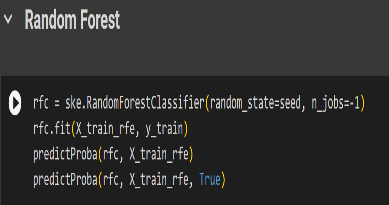 Random Forest
rfc = ske.RandomForestClassifier(random_state=seed, n_jobs=-1)
rfc.fit(X_train_rfe, y_train)
predictProba(rfc, X_train_rfe)
predictProba(rfc, X_train_rfe, True)